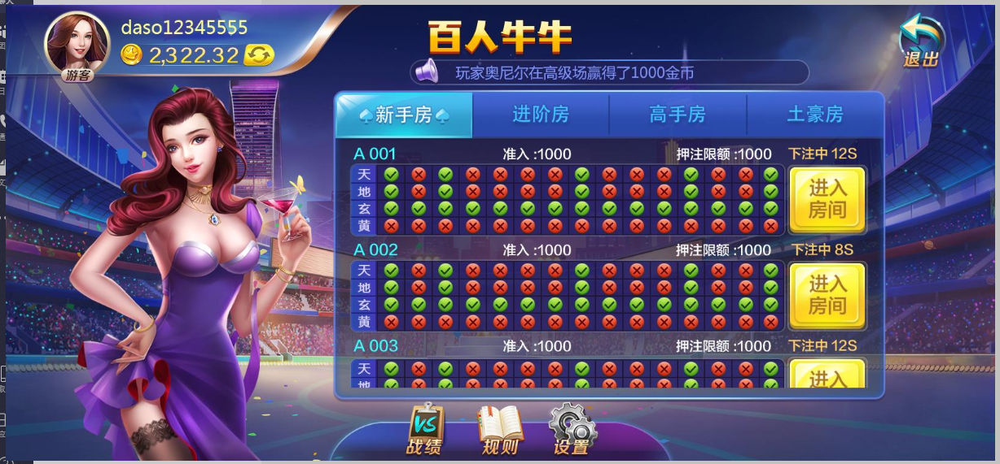 daso12345555
2,322.32
游客
百人牛牛
玩家奥尼尔在高级场赢得了1000金币
退出
新手房 进阶房 高手房 土豪房
A 001 准入 :1000 押注限额 :1000 下注中 12S
天
地
玄
黄
进入
房间
A 002 准入 :1000 押注限额 :1000 下注中 8S
天
地
玄
黄
进入
房间
A 003 准入 :1000 押注限额 :1000 下注中 12S
天
地
进入
VS
战绩 规则 设置